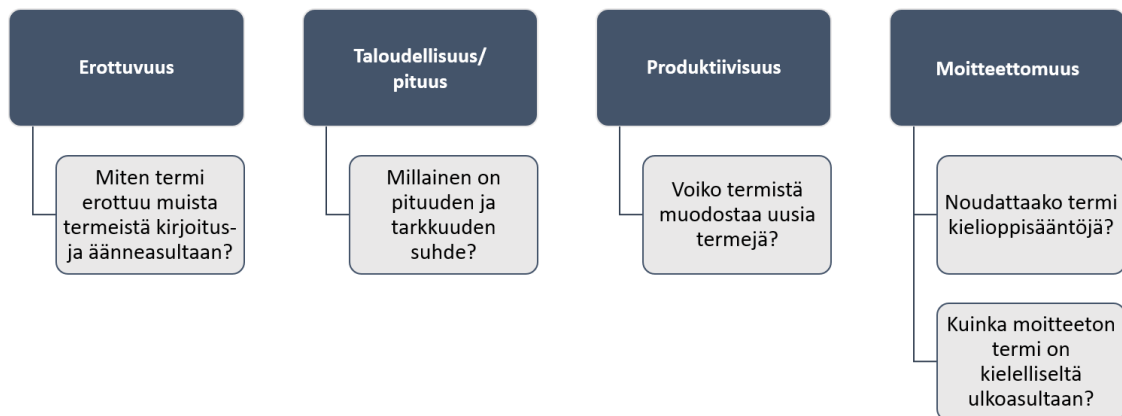 Erottuvuus
Miten termi
erottuu muista
termeistä kirjoitus-
ja äänneasultaan?
Taloudellisuus/
pituus
Millainen on
pituuden ja
tarkkuuden
suhde?
Produktiivisuus
Voiko termistä
muodostaa uusia
termejä?
Moitteettomuus
Noudattaako termi
kielioppisääntöjä?
Kuinka moitteeton
termi on
kielelliseltä
ulkoasultaan?